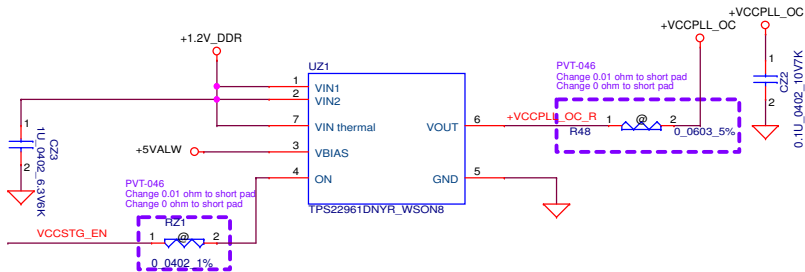 +VCCPLL_OC
+VCCPLL_OC
+1.2V_DDR
UZ1
PVT-046
Change 0.01 ohm to short pad
Change 0 ohm to short pad
1
2
CZ2
0.1U_0402_10V7K
1 VIN1
2 VIN2
7 VIN thermal
VOUT 6
+VCCPLL_OC_R
1 @ 2
R48 0_0603_5%
1
2
CZ3
1U_0402_6.3V6K
+5VALW
3 VBIAS
4 ON
GND 5
PVT-046
Change 0.01 ohm to short pad
Change 0 ohm to short pad
TPS22961DNYR_WSON8
RZ1
VCCSTG_EN
1 @ 2
0_0402_1%